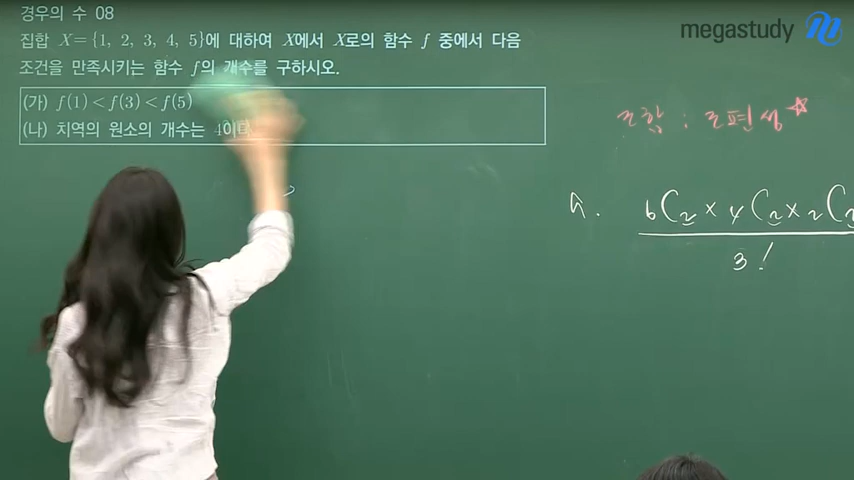 경우의 수 08
집합 X={1, 2, 3, 4, 5}에 대하여 X에서 X로의 함수 f 중에서 다음
조건을 만족시키는 함수 f의 개수를 구하시오.
(가) f(1)<f(3)<f(5)
(나) 치역의 원소의 개수는 4이다.
megastudy
조합 : 조편성☆
6C2 × 4C2 × 2C2
3!